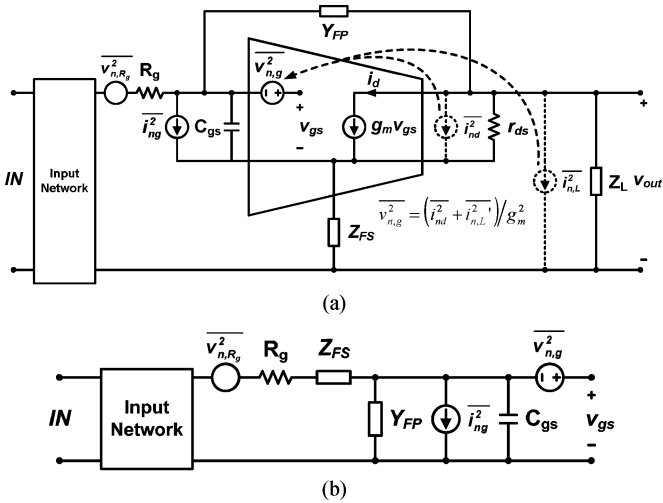 Y_FP
v²_n,Rg
R_g
v²_n,g
i_d
IN
Input
Network
i²_ng
C_gs
+
v_gs
−
g_m v_gs
i²_nd
r_ds
i²_n,L
Z_L
v_out
+
−
Z_FS
v²_n,g = (i²_nd + i²_n,L')/g²_m
(a)
v²_n,Rg
R_g
Z_FS
v²_n,g
IN
Input
Network
Y_FP
i²_ng
C_gs
+
v_gs
−
(b)